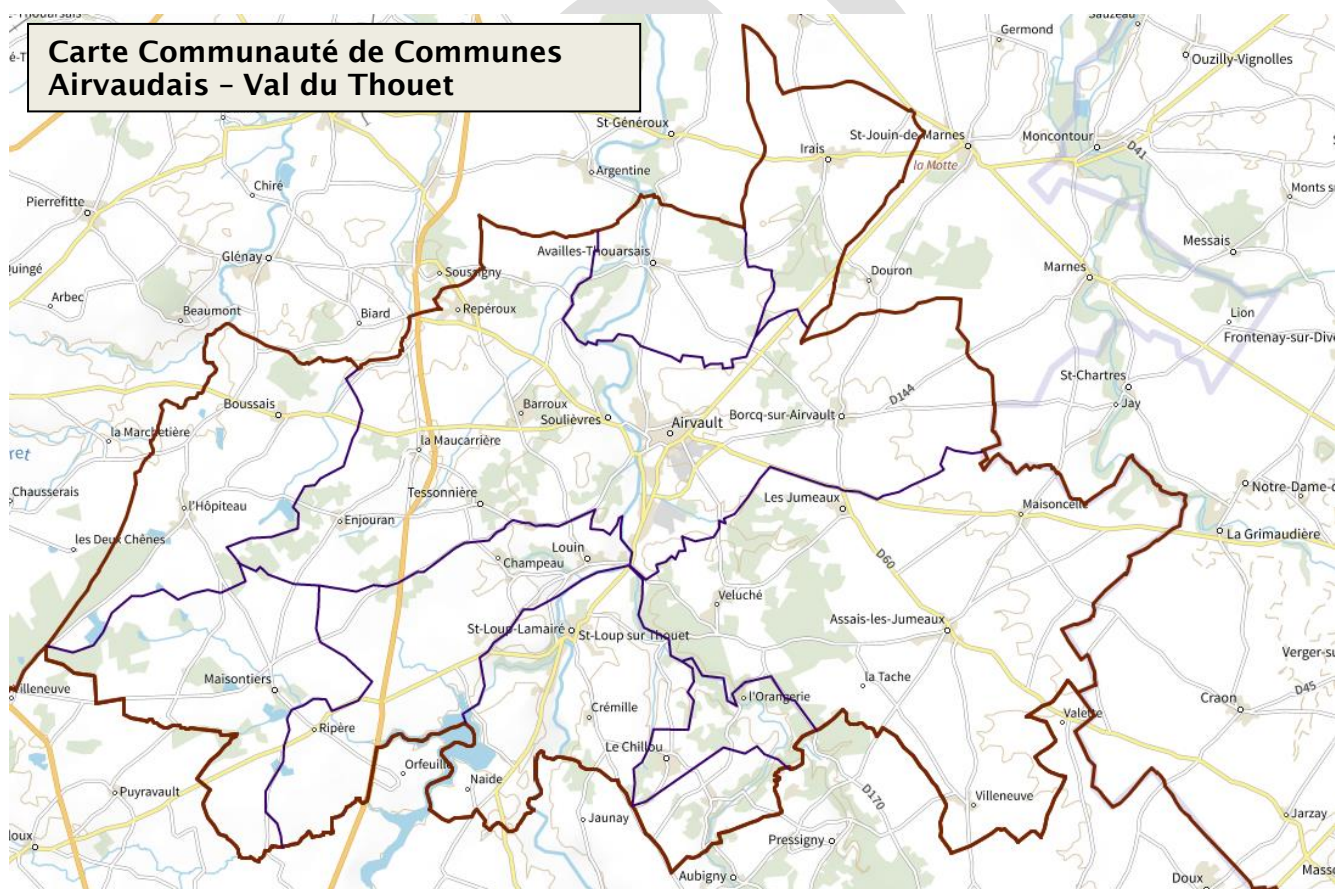 Carte Communauté de Communes
Airvaudais – Val du Thouet
Germond
Ouzilly-Vignolles
St-Généroux
St-Jouin-de-Marnes
Moncontour
D41
Irais
la Motte
Argentine
Chiré
Pierrefitte
Monts
Availles-Thouarsais
Messais
Glénay
Soussigny
Douron
Marnes
Arbec
Beaumont
Biard
Repéroux
Lion
Frontenay-sur-Dive
St-Chartres
Jay
D144
Boussais
Barroux
Soulièvres
Airvault
Borcq-sur-Airvault
la Marchetière
la Maucarrière
Chausserais
l'Hôpiteau
Tessonnière
Les Jumeaux
Maisoncelle
Notre-Dame-d
Enjouran
La Grimaudière
les Deux Chênes
Louin
Champeau
D60
Veluché
Assais-les-Jumeaux
St-Loup-Lamairé
St-Loup sur Thouet
Verger-su
Villeneuve
Maisontiers
la Tache
l'Orangerie
Craon
D45
Crémille
Valette
Ripère
Le Chillou
Orfeuille
Naide
Puyravault
D170
Villeneuve
Jaunay
Jarzay
Pressigny
Aubigny
Doux
Masse